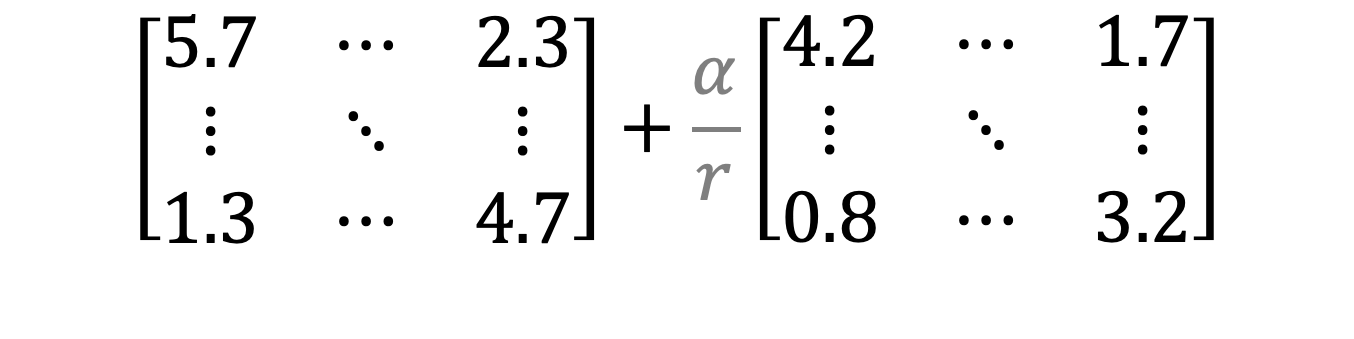 [5.7 ⋯ 2.3] + α/r [4.2 ⋯ 1.7]
⋮ ⋱ ⋮ ⋮ ⋱ ⋮
1.3 ⋯ 4.7 0.8 ⋯ 3.2